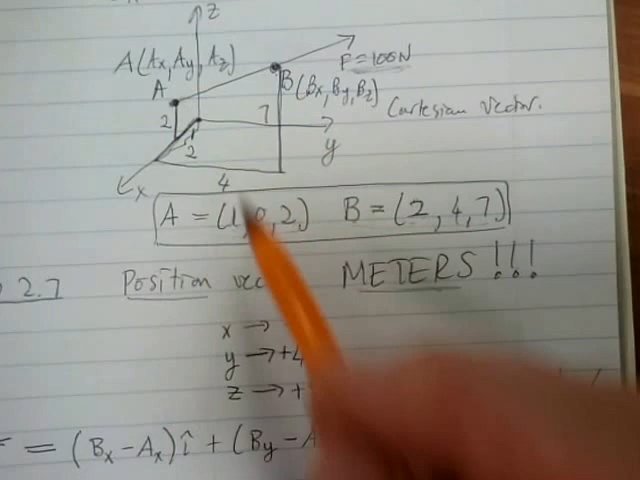 z
A(Ax, Ay, Az)
F = 100N
A
B(Bx, By, Bz)
Cartesian vector.
2
1
7
2
y
x
4
A = (1, 0, 2,) B = (2, 4, 7)
2.7 Position vec METERS !!!
x →
y → +4
z → +
= (Bx - Ax) î + (By - A